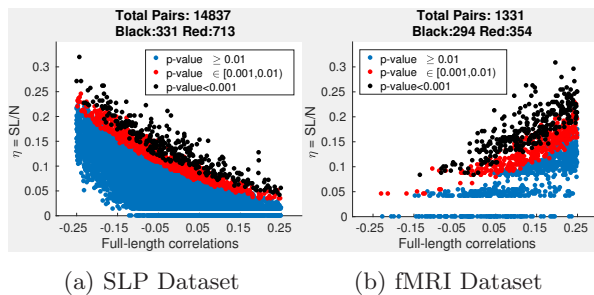 Total Pairs: 14837
Black:331 Red:713
p-value ≥ 0.01
p-value ∈ [0.001,0.01)
p-value<0.001
η = SL/N
0.3
0.25
0.2
0.15
0.1
0.05
0
-0.25 -0.15 -0.05 0.05 0.15 0.25
Full-length correlations
(a) SLP Dataset
Total Pairs: 1331
Black:294 Red:354
p-value ≥ 0.01
p-value ∈ [0.001,0.01)
p-value<0.001
η = SL/N
0.3
0.25
0.2
0.15
0.1
0.05
0
-0.25 -0.15 -0.05 0.05 0.15 0.25
Full-length correlations
(b) fMRI Dataset